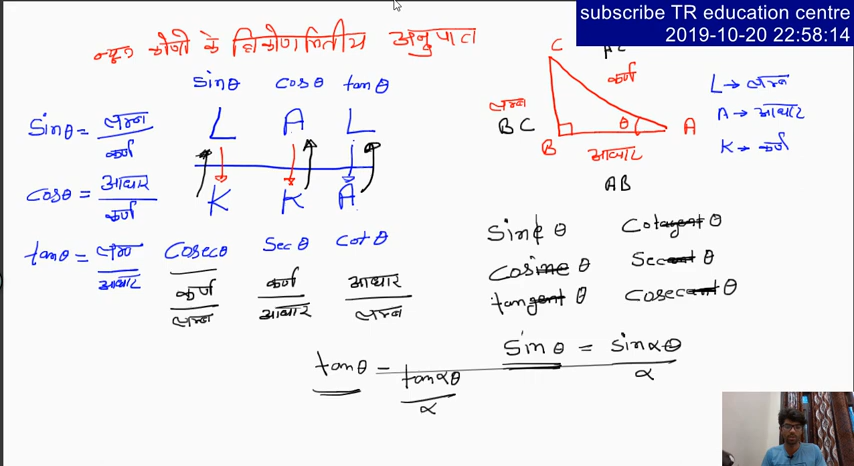 subscribe TR education centre
2019-10-20 22:58:14
न्यून कोणों के त्रिकोणमितीय अनुपात
sinθ cosθ tanθ
L A L
K K A
Sinθ = लम्ब / कर्ण
Cosθ = आधार / कर्ण
tanθ = लम्ब / आधार
Cosecθ Secθ Cotθ
कर्ण / लम्ब कर्ण / आधार आधार / लम्ब
C
AC
कर्ण
लम्ब
BC
θ
A
B
आधार
AB
L → लम्ब
A → आधार
K → कर्ण
Sine θ Cotagent θ
Cosine θ Secant θ
tangent θ Cosecant θ
Sinθ = Sinαθ / α
tanθ = tanαθ / α